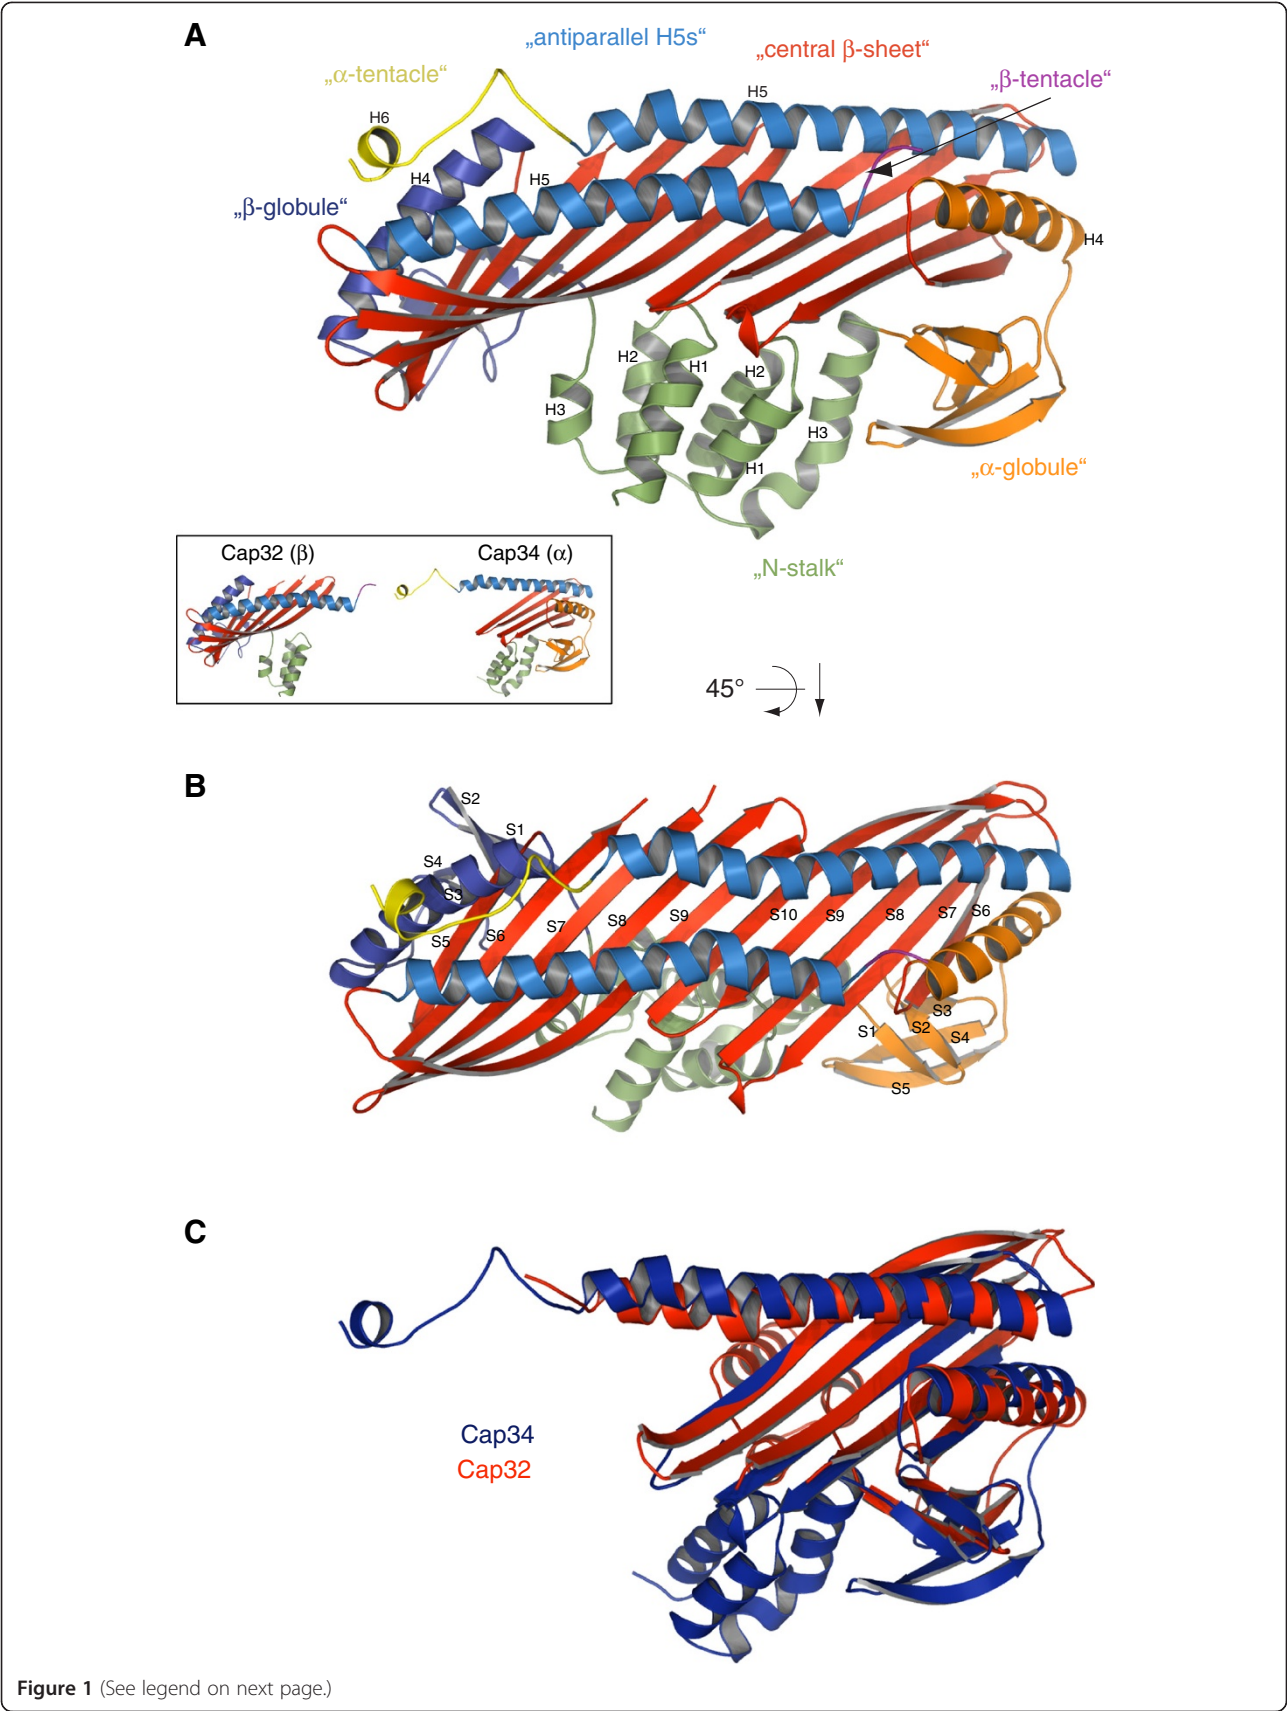 A
„antiparallel H5s“
„central β-sheet“
„α-tentacle“
„β-tentacle“
H5
H6
H4
H5
„β-globule“
H4
H2
H1
H2
H3
H3
H1
„α-globule“
„N-stalk“
Cap32 (β)
Cap34 (α)
45°
B
S2
S1
S4
S3
S5
S6
S7
S8
S9
S10
S9
S8
S7
S6
S3
S1
S2
S4
S5
C
Cap34
Cap32
Figure 1 (See legend on next page.)